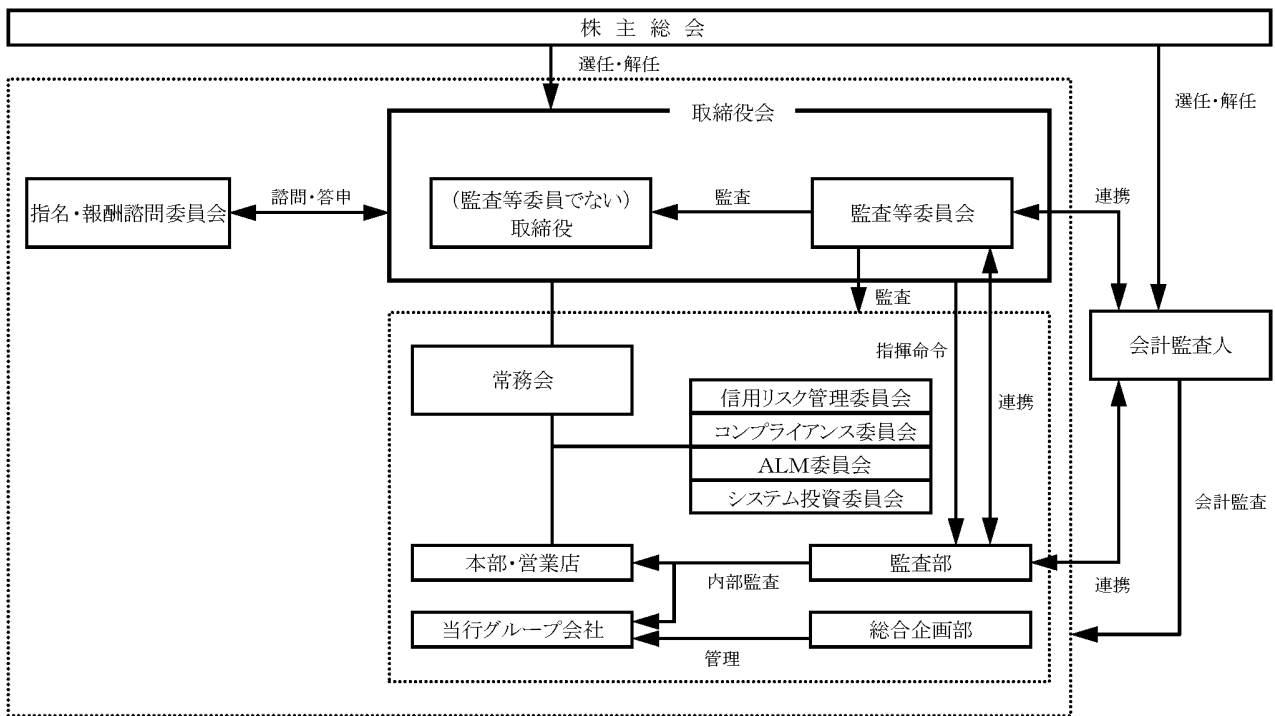 株主総会
選任・解任
選任・解任
取締役会
指名・報酬諮問委員会
諮問・答申
（監査等委員でない）
取締役
監査
監査等委員会
連携
監査
会計監査人
指揮命令
常務会
信用リスク管理委員会
コンプライアンス委員会
ALM委員会
システム投資委員会
連携
会計監査
本部・営業店
内部監査
監査部
連携
当行グループ会社
管理
総合企画部